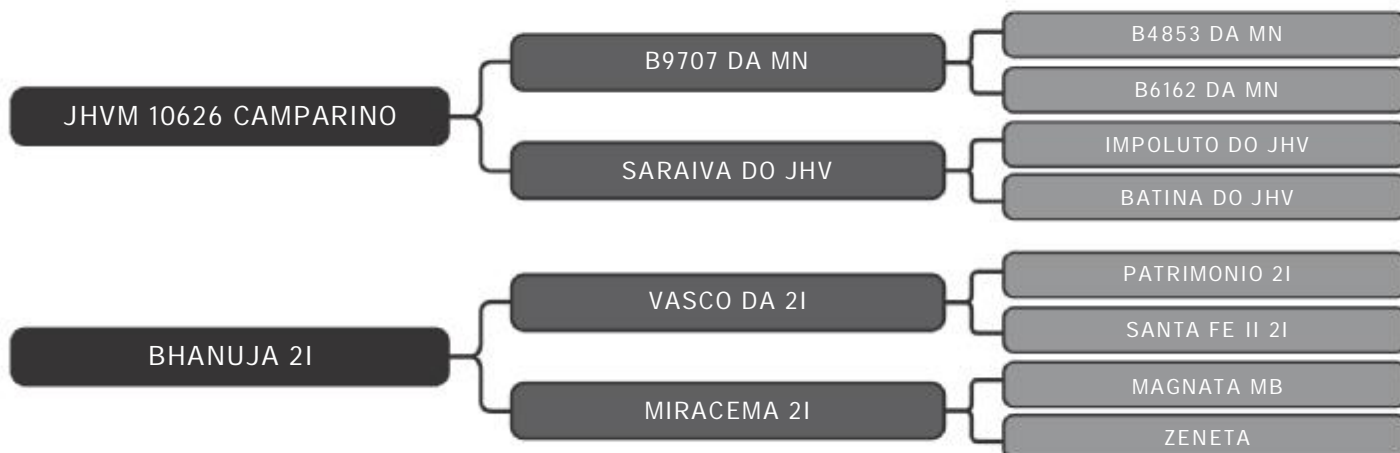 JHVM 10626 CAMPARINO
B9707 DA MN
B4853 DA MN
B6162 DA MN
SARAIVA DO JHV
IMPOLUTO DO JHV
BATINA DO JHV
BHANUJA 2I
VASCO DA 2I
PATRIMONIO 2I
SANTA FE II 2I
MIRACEMA 2I
MAGNATA MB
ZENETA